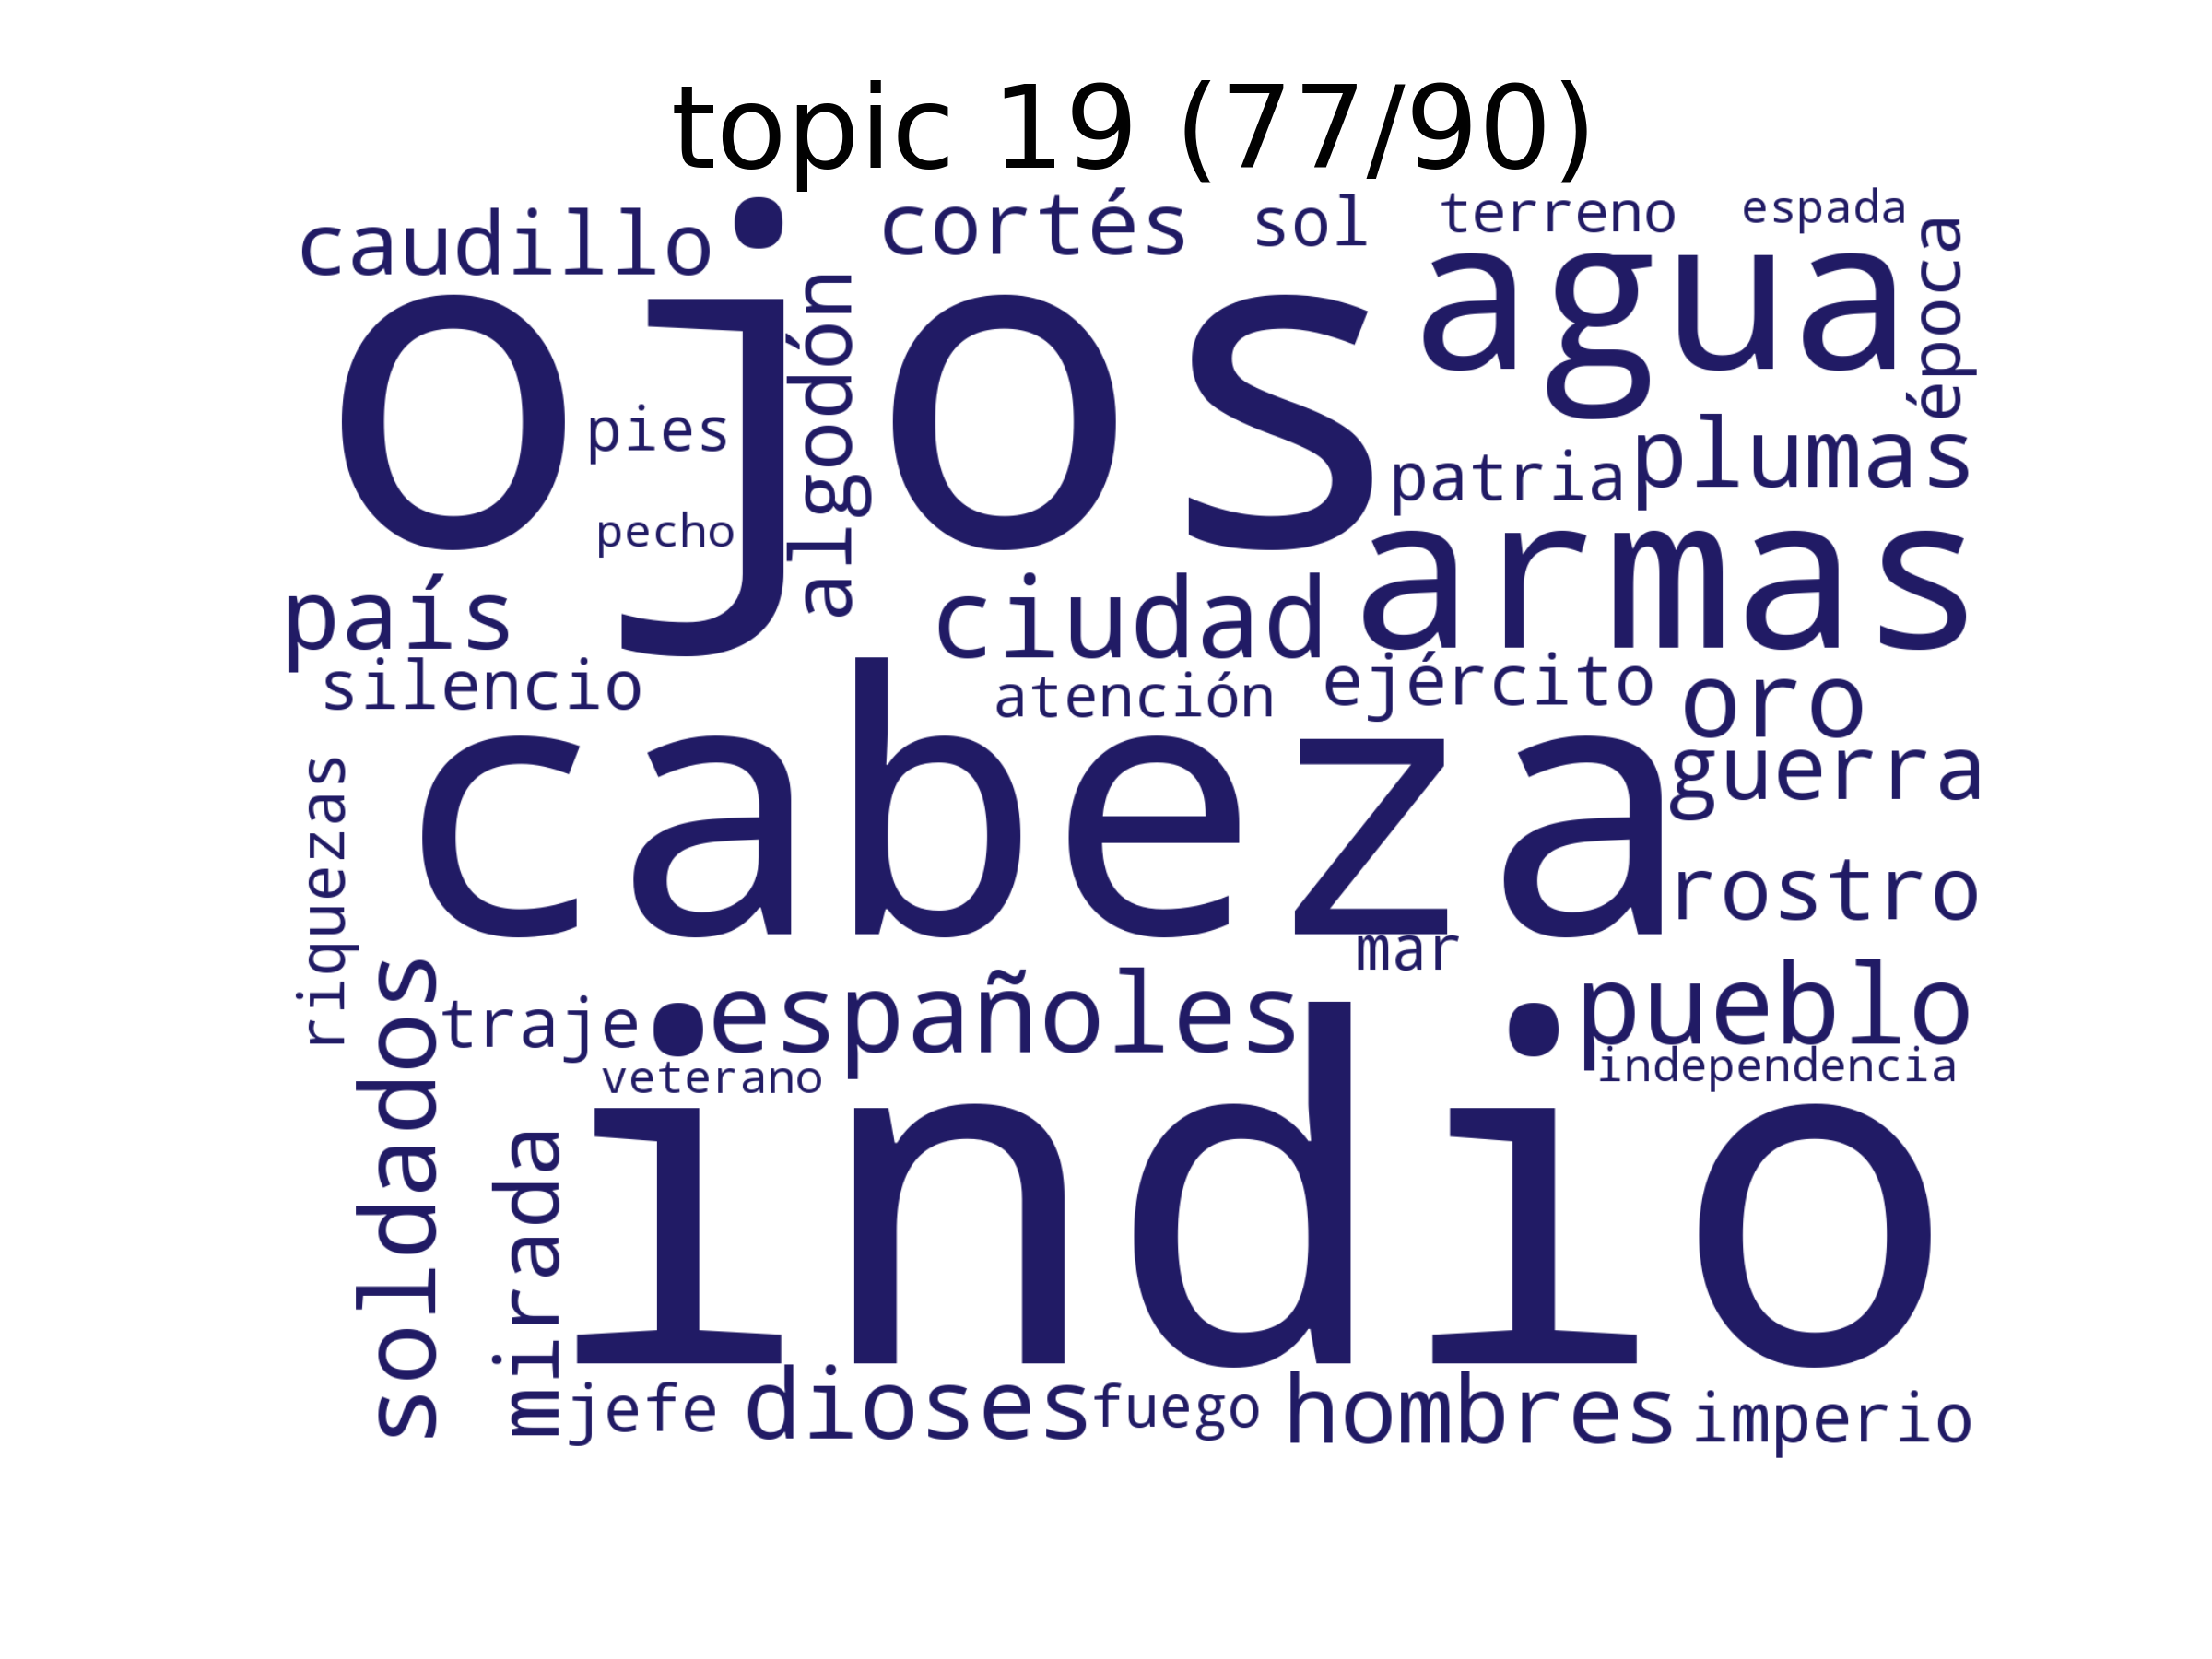 topic 19 (77/90)
caudillo
cortés
sol
terreno
espada
ojos
agua
época
algodón
pies
pecho
patria
plumas
armas
país
ciudad
silencio
atención
ejército
oro
cabeza
guerra
riquezas
rostro
mar
soldados
traje
españoles
pueblo
veterano
independencia
indio
mirada
jefe
dioses
fuego
hombres
imperio